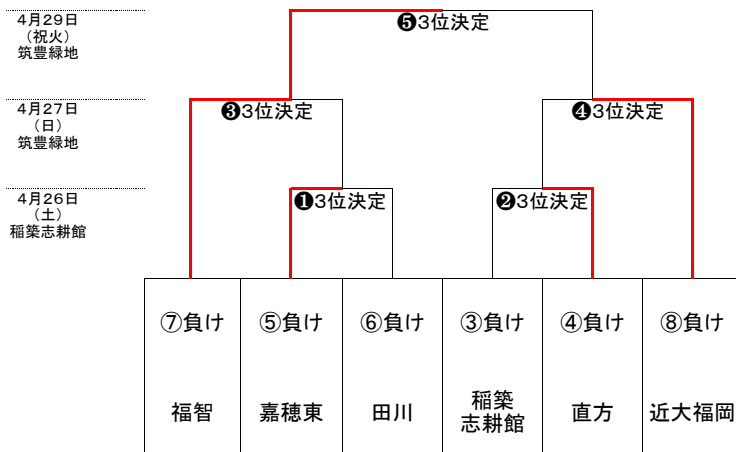 4月29日
（祝火）
筑豊緑地
❺3位決定
4月27日
（日）
筑豊緑地
❸3位決定
❹3位決定
4月26日
（土）
稲築志耕館
❶3位決定
❷3位決定
⑦負け
⑤負け
⑥負け
③負け
④負け
⑧負け
福智
嘉穂東
田川
稲築
志耕館
直方
近大福岡